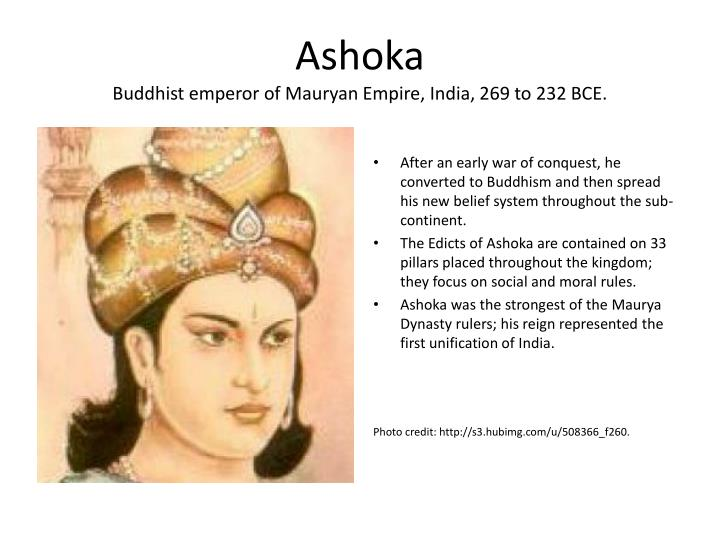 Ashoka
Buddhist emperor of Mauryan Empire, India, 269 to 232 BCE.
• After an early war of conquest, he
converted to Buddhism and then spread
his new belief system throughout the sub-
continent.
• The Edicts of Ashoka are contained on 33
pillars placed throughout the kingdom;
they focus on social and moral rules.
• Ashoka was the strongest of the Maurya
Dynasty rulers; his reign represented the
first unification of India.
Photo credit: http://s3.hubimg.com/u/508366_f260.